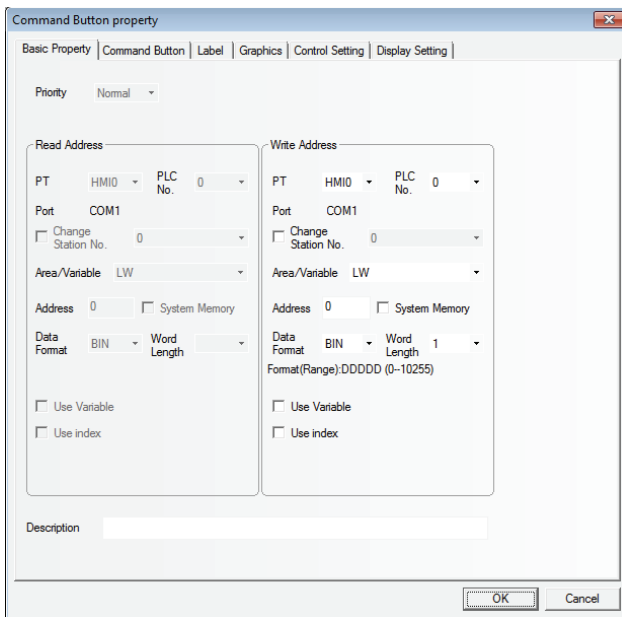 Command Button property
Basic Property Command Button Label Graphics Control Setting Display Setting
Priority Normal
Read Address
PT HMI0 PLC No. 0
Port COM1
Change Station No. 0
Area/Variable LW
Address 0 System Memory
Data Format BIN Word Length
Use Variable
Use index
Write Address
PT HMI0 PLC No. 0
Port COM1
Change Station No. 0
Area/Variable LW
Address 0 System Memory
Data Format BIN Word Length 1
Format(Range):DDDDD (0--10255)
Use Variable
Use index
Description
OK Cancel